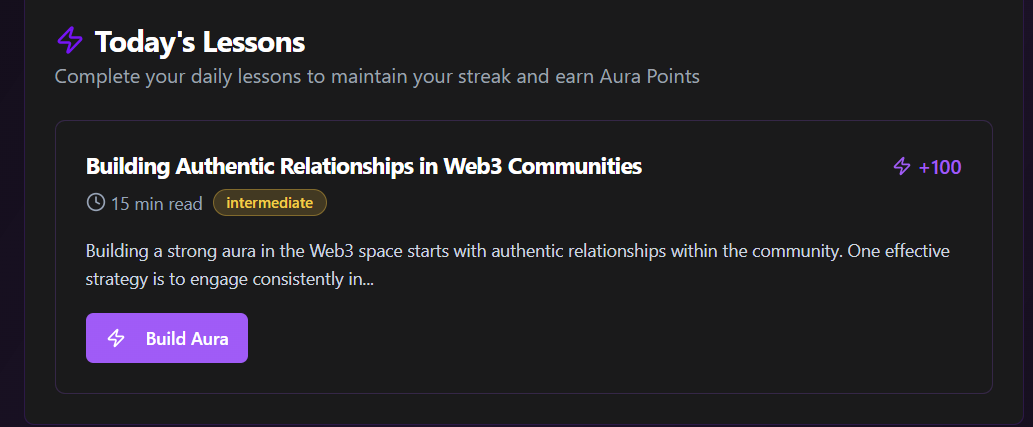 Today's Lessons
Complete your daily lessons to maintain your streak and earn Aura Points
Building Authentic Relationships in Web3 Communities
+100
15 min read
intermediate
Building a strong aura in the Web3 space starts with authentic relationships within the community. One effective
strategy is to engage consistently in...
Build Aura